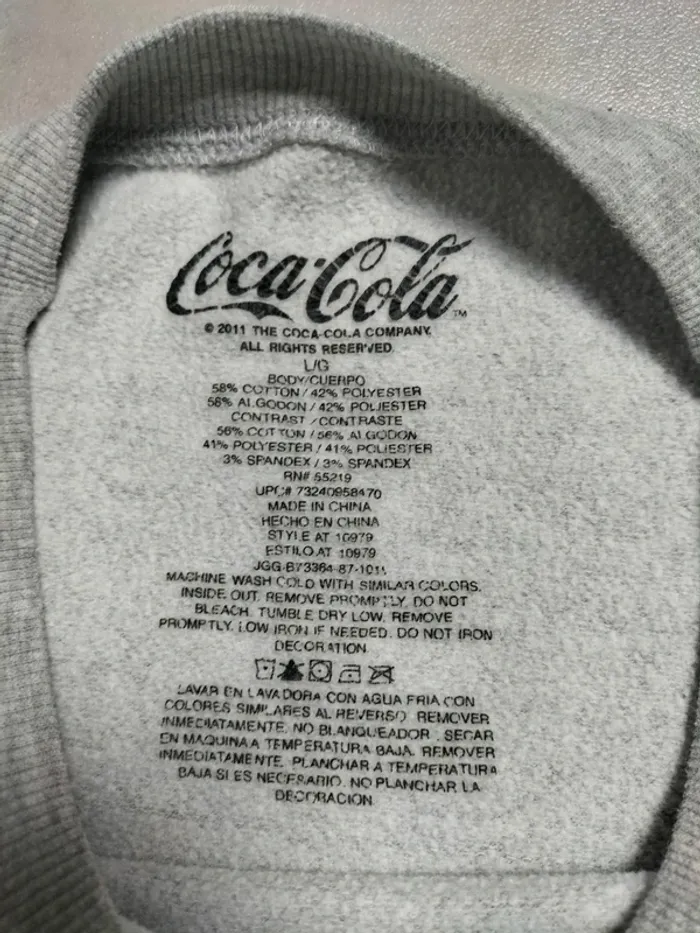 Coca-Cola™
© 2011 THE COCA-COLA COMPANY.
ALL RIGHTS RESERVED.
L/G
BODY/CUERPO
58% COTTON / 42% POLYESTER
58% ALGODON / 42% POLIESTER
CONTRAST / CONTRASTE
56% COTTON / 56% ALGODON
41% POLYESTER / 41% POLIESTER
3% SPANDEX / 3% SPANDEX
RN# 55219
UPC# 73240958470
MADE IN CHINA
HECHO EN CHINA
STYLE AT 10979
ESTILO AT 10979
JGG-B73364-87-1011
MACHINE WASH COLD WITH SIMILAR COLORS.
INSIDE OUT. REMOVE PROMPTLY. DO NOT
BLEACH. TUMBLE DRY LOW. REMOVE
PROMPTLY. LOW IRON IF NEEDED. DO NOT IRON
DECORATION
LAVAR EN LAVADORA CON AGUA FRIA CON
COLORES SIMILARES AL REVERSO. REMOVER
INMEDIATAMENTE. NO BLANQUEADOR. SECAR
EN MAQUINA A TEMPERATURA BAJA. REMOVER
INMEDIATAMENTE. PLANCHAR A TEMPERATURA
BAJA SI ES NECESARIO. NO PLANCHAR LA
DECORACION